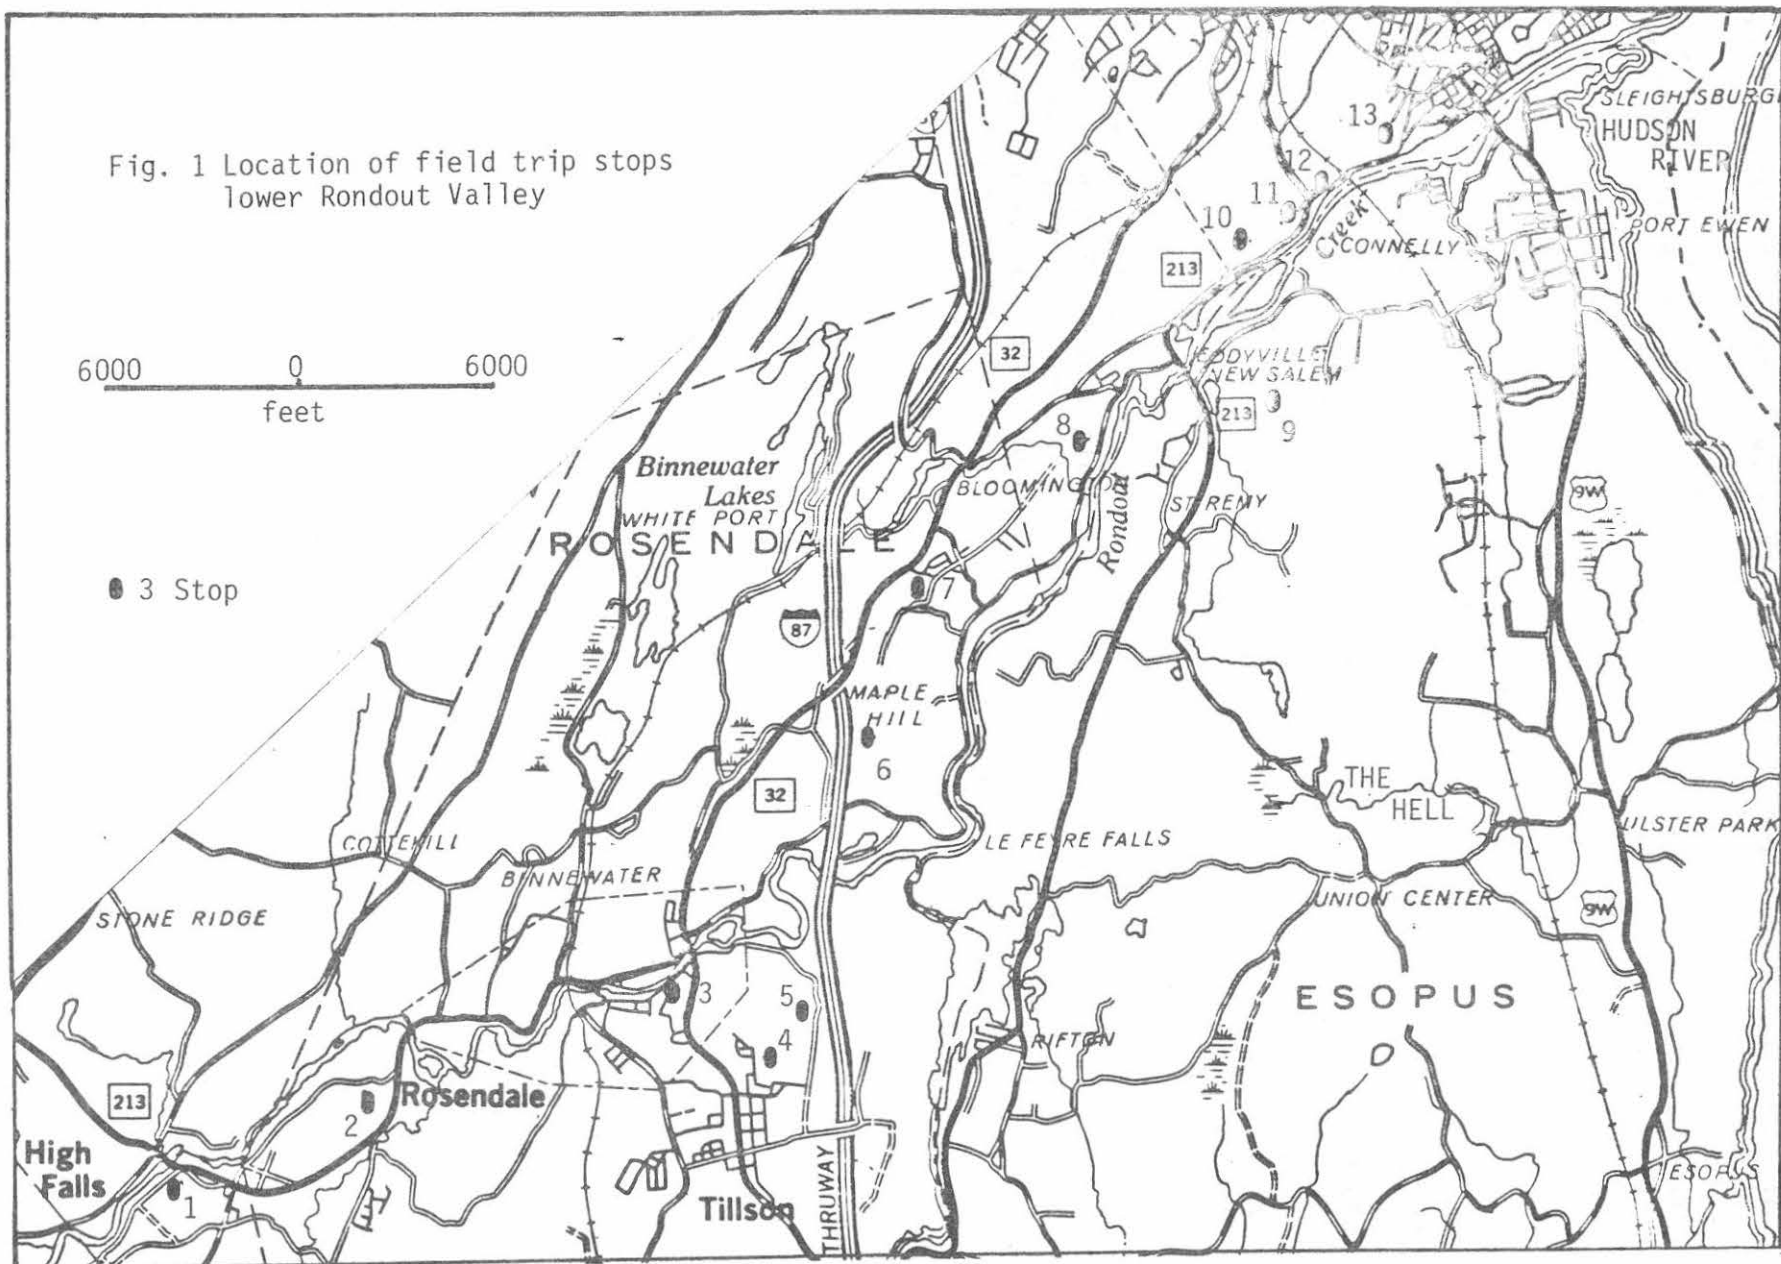 Fig. 1 Location of field trip stops
lower Rondout Valley
6000 0 6000
feet
3 Stop
SLEIGHTSBURG
HUDSON
RIVER
13
12
11
10
Creek
CONNELLY
PORT EWEN
213
32
EDDYVILLE
NEW SALEM
213
9
8
Binnewater
Lakes
WHITE PORT
ROSENDALE
BLOOMINGTON
Rondout
ST. REMY
9W
7
87
MAPLE
HILL
6
32
THE
HELL
COTTEKILL
LE FEVRE FALLS
ULSTER PARK
BINNEWATER
STONE RIDGE
UNION CENTER
9W
3
5
4
ESOPUS
RIFTON
213
2
Rosendale
High
Falls
1
Tillson
THRUWAY
ESOPUS